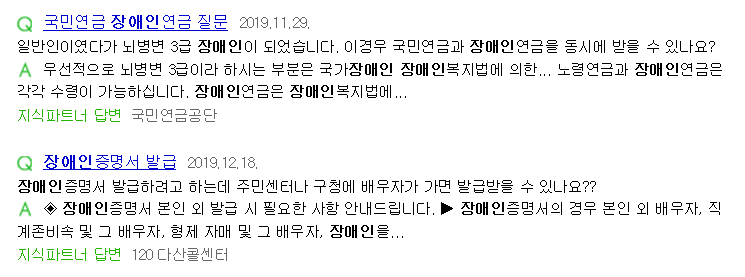 Q 국민연금 장애인연금 질문 2019.11.29.
일반인이였다가 뇌병변 3급 장애인이 되었습니다. 이경우 국민연금과 장애인연금을 동시에 받을 수 있나요?
A 우선적으로 뇌병변 3급이라 하시는 부분은 국가장애인 장애인복지법에 의한... 노령연금과 장애인연금은
각각 수령이 가능하십니다. 장애인연금은 장애인복지법에...
지식파트너 답변 국민연금공단
Q 장애인증명서 발급 2019.12.18.
장애인증명서 발급하려고 하는데 주민센터나 구청에 배우자가 가면 발급받을 수 있나요??
A ◈ 장애인증명서 본인 외 발급 시 필요한 사항 안내드립니다. ▶ 장애인증명서의 경우 본인 외 배우자, 직
계존비속 및 그 배우자, 형제 자매 및 그 배우자, 장애인을...
지식파트너 답변 120 다산콜센터